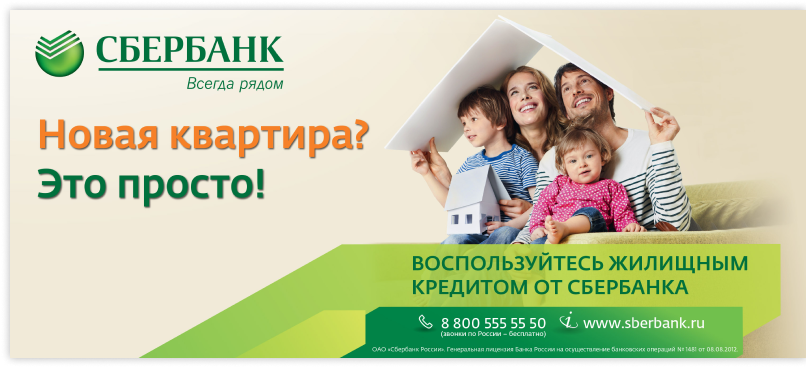 СБЕРБАНК
Всегда рядом
Новая квартира?
Это просто!
ВОСПОЛЬЗУЙТЕСЬ ЖИЛИЩНЫМ
КРЕДИТОМ ОТ СБЕРБАНКА
8 800 555 55 50
(звонки по России – бесплатно)
www.sberbank.ru
ОАО «Сбербанк России». Генеральная лицензия Банка России на осуществление банковских операций №1481 от 08.08.2012.